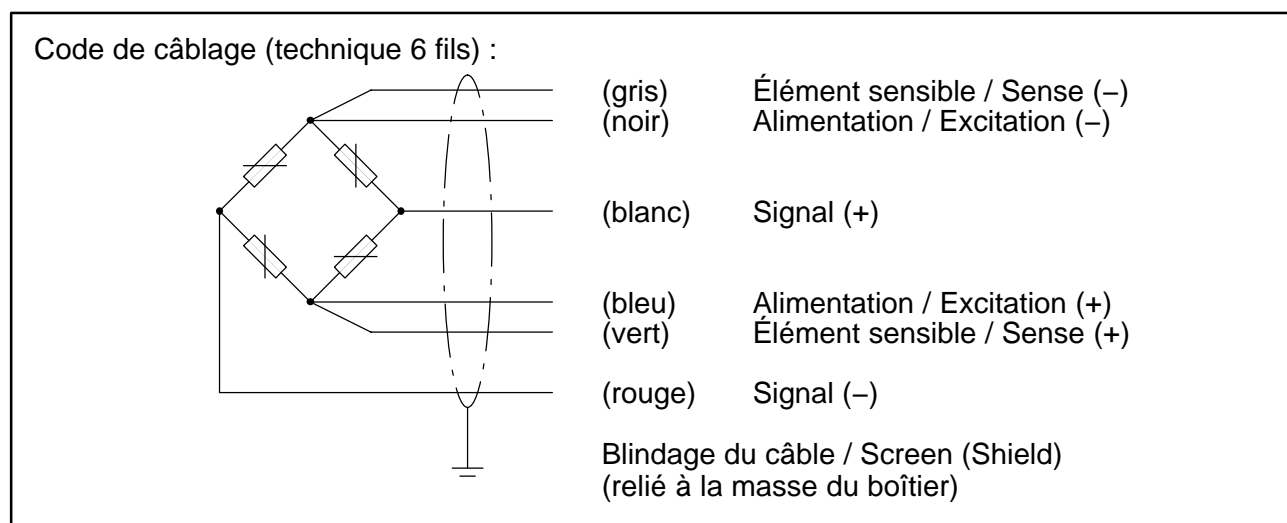 Code de câblage (technique 6 fils) :
(gris) Élément sensible / Sense (−)
(noir) Alimentation / Excitation (−)
(blanc) Signal (+)
(bleu) Alimentation / Excitation (+)
(vert) Élément sensible / Sense (+)
(rouge) Signal (−)
Blindage du câble / Screen (Shield)
(relié à la masse du boîtier)